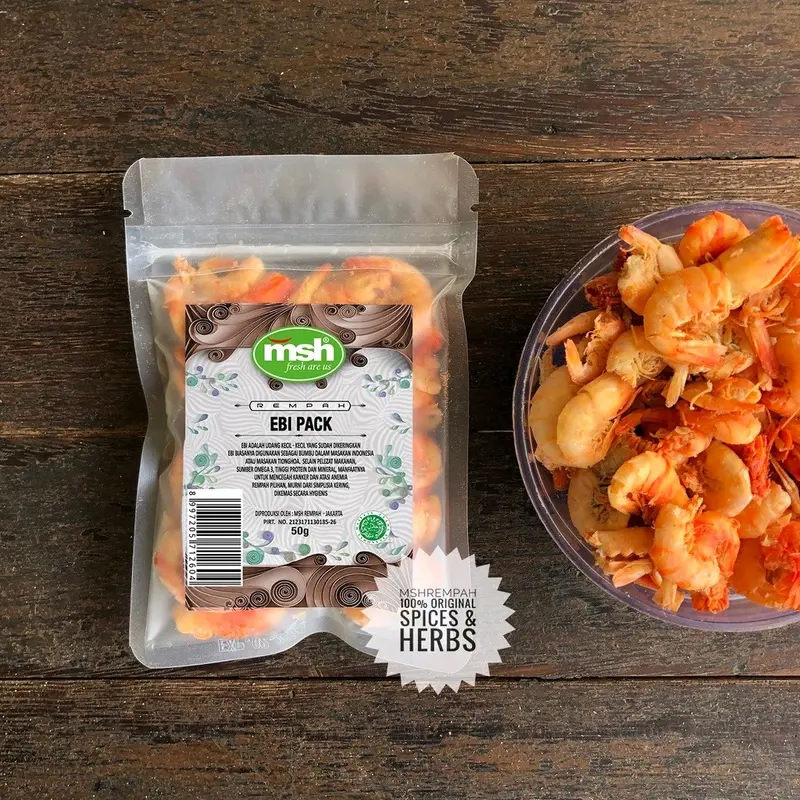 msh®
fresh are us
REMPAH
EBI PACK
EBI ADALAH UDANG KECIL - KECIL YANG SUDAH DIKERINGKAN
EBI BIASANYA DIGUNAKAN SEBAGAI BUMBU DALAM MASAKAN INDONESIA
ATAU MASAKAN TIONGHOA, SELAIN PELEZAT MAKANAN,
SUMBER OMEGA 3, TINGGI PROTEIN DAN MINERAL, MANFAATNYA
UNTUK MENCEGAH KANKER DAN ATASI ANEMIA
REMPAH PILIHAN, MURNI DARI SIMPLISIA KERING,
DIKEMAS SECARA HYGIENIS
DIPRODUKSI OLEH : MSH REMPAH - JAKARTA
PIRT. NO. 2123171130185-26
50g
8997205712604
MSHREMPAH
100% ORIGINAL
SPICES &
HERBS